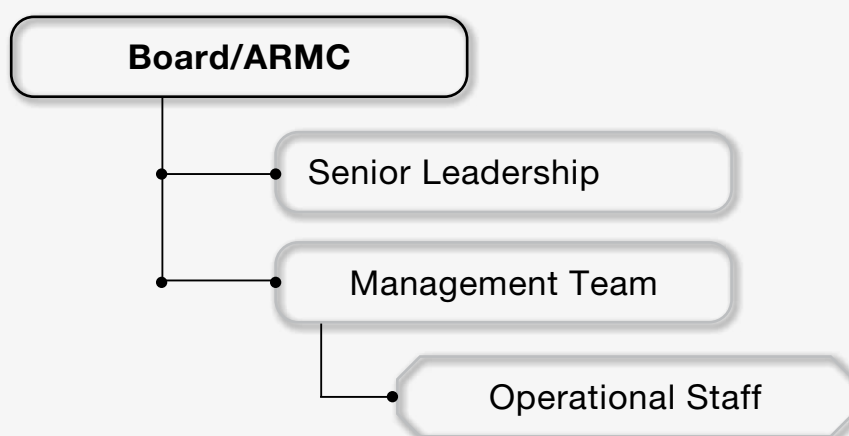 Board/ARMC
Senior Leadership
Management Team
Operational Staff